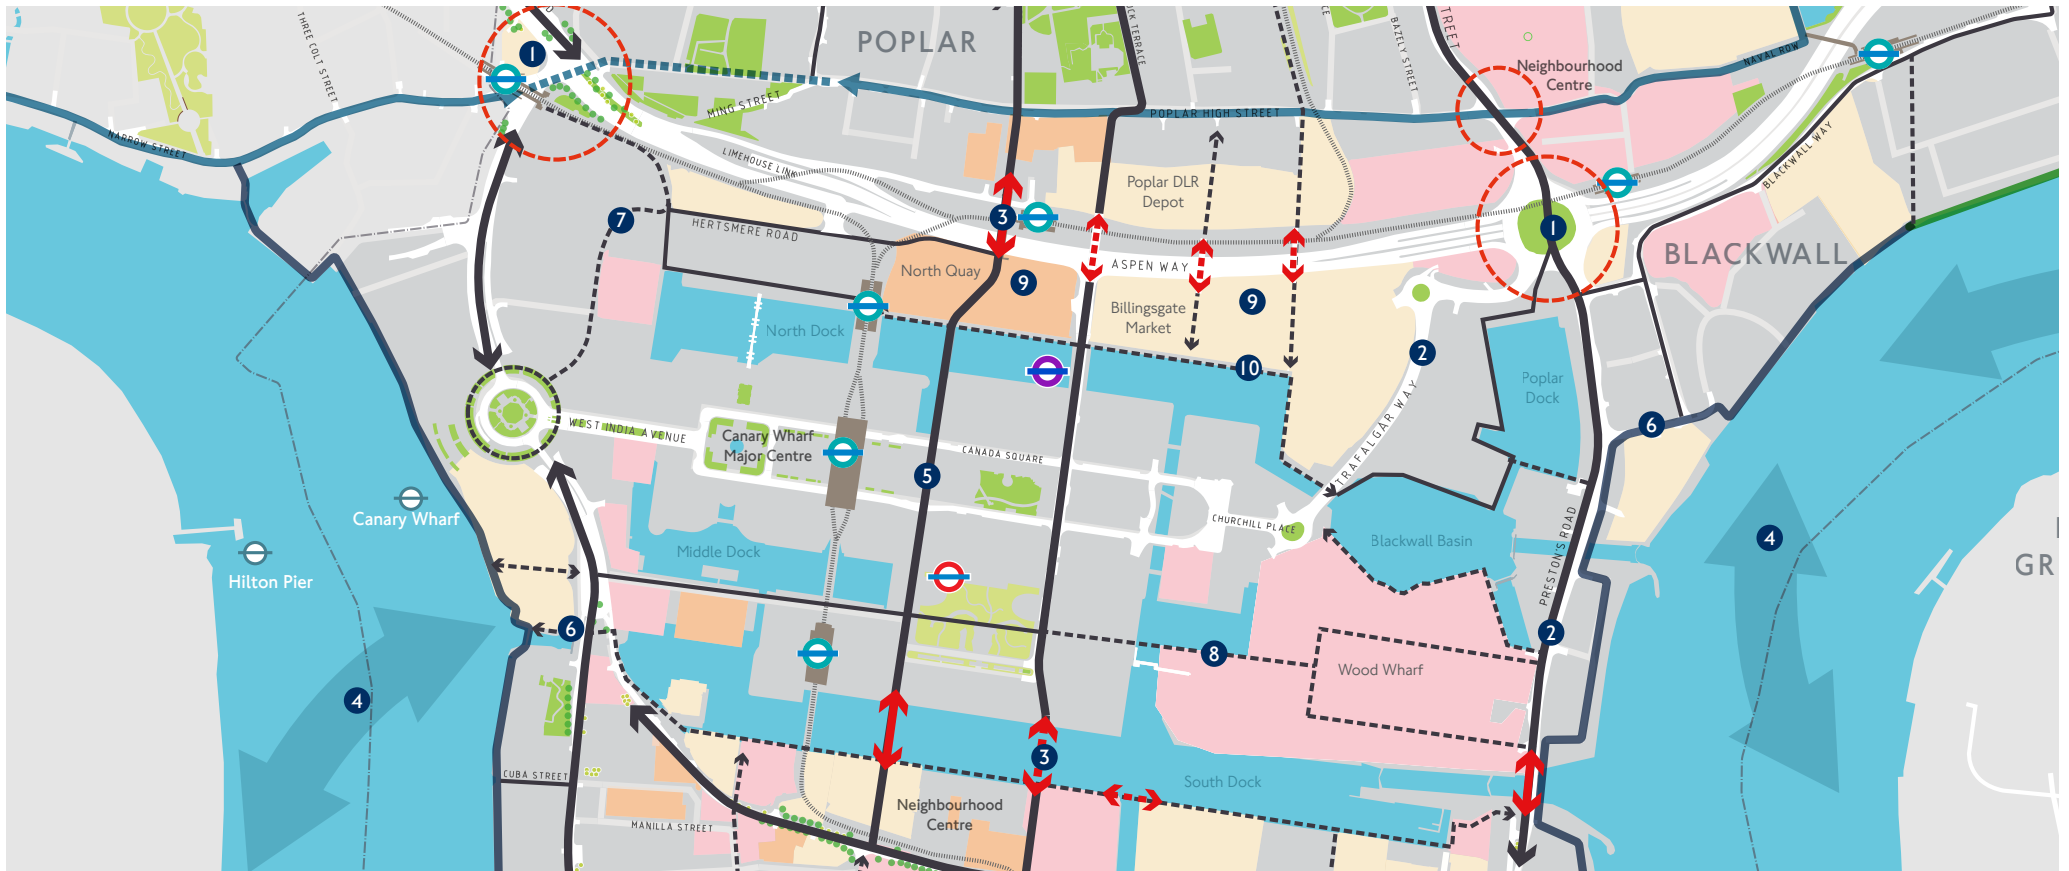 THREE COLT STREET
POPLAR
CK TERRACE
BAZELY STREET
STREET
1
Neighbourhood
Centre
NAVAL ROW
MING STREET
POPLAR HIGH STREET
NARROW STREET
LIMEHOUSE LINK
BLACKWALL WAY
Poplar DLR
Depot
7
3
HERTSMERE ROAD
1
BLACKWALL
ASPEN WAY
North Quay
9
9
Billingsgate
Market
North Dock
2
10
Poplar
Dock
WEST INDIA AVENUE
Canary Wharf
Major Centre
CANADA SQUARE
TRAFALGAR WAY
6
5
Canary Wharf
CHURCHILL PLACE
Blackwall Basin
4
Middle Dock
Hilton Pier
GR
PRESTON'S ROAD
6
2
8
Wood Wharf
4
3
CUBA STREET
South Dock
Neighbourhood
Centre
MANILLA STREET